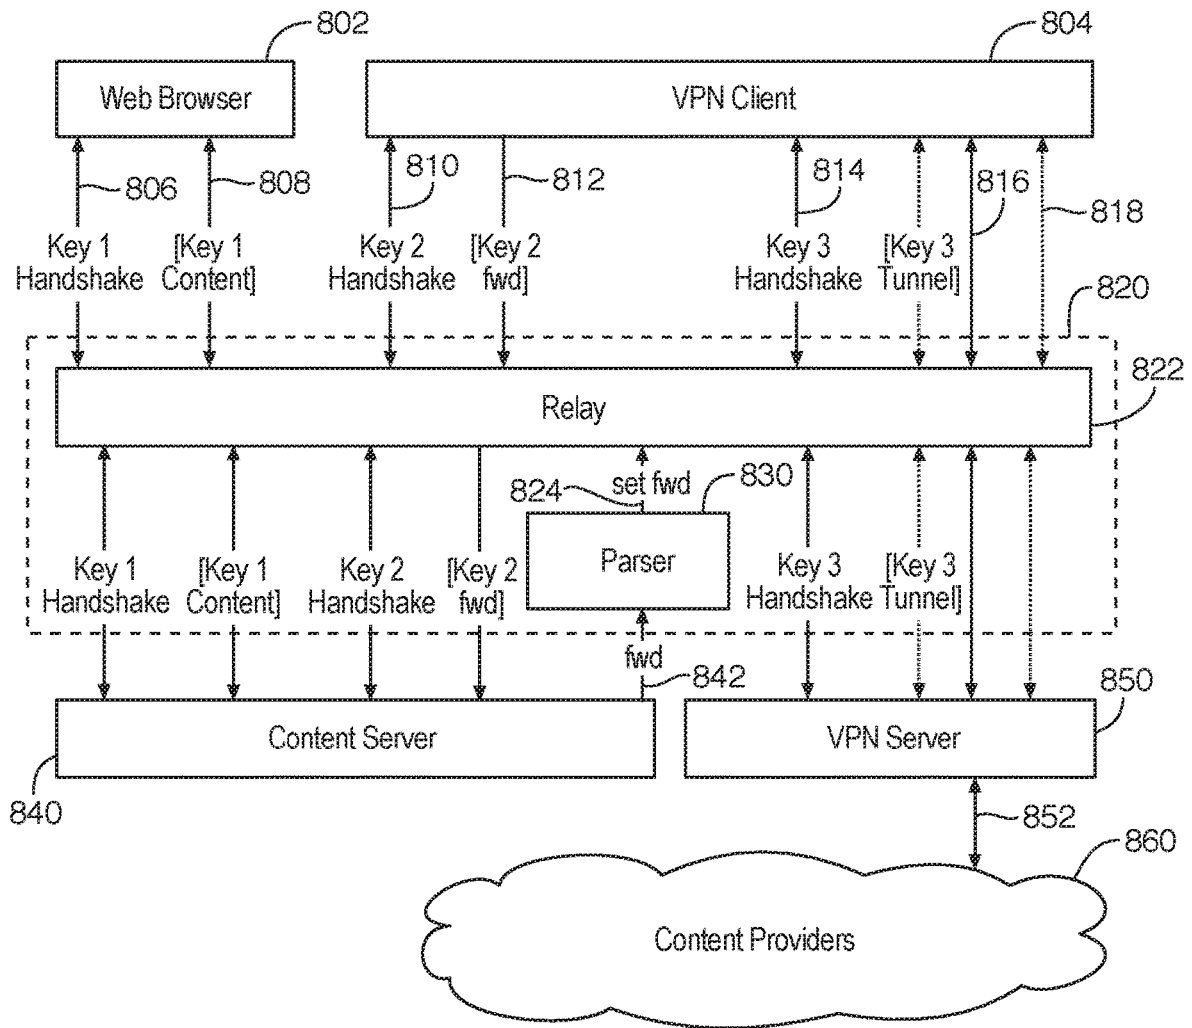 802
804
Web Browser
VPN Client
806
808
810
812
814
816
818
Key 1
Handshake
[Key 1
Content]
Key 2
Handshake
[Key 2
fwd]
Key 3
Handshake
[Key 3
Tunnel]
820
822
Relay
824
set fwd
830
Parser
Key 1
Handshake
[Key 1
Content]
Key 2
Handshake
[Key 2
fwd]
Key 3
Handshake
[Key 3
Tunnel]
fwd
842
850
Content Server
VPN Server
840
852
860
Content Providers